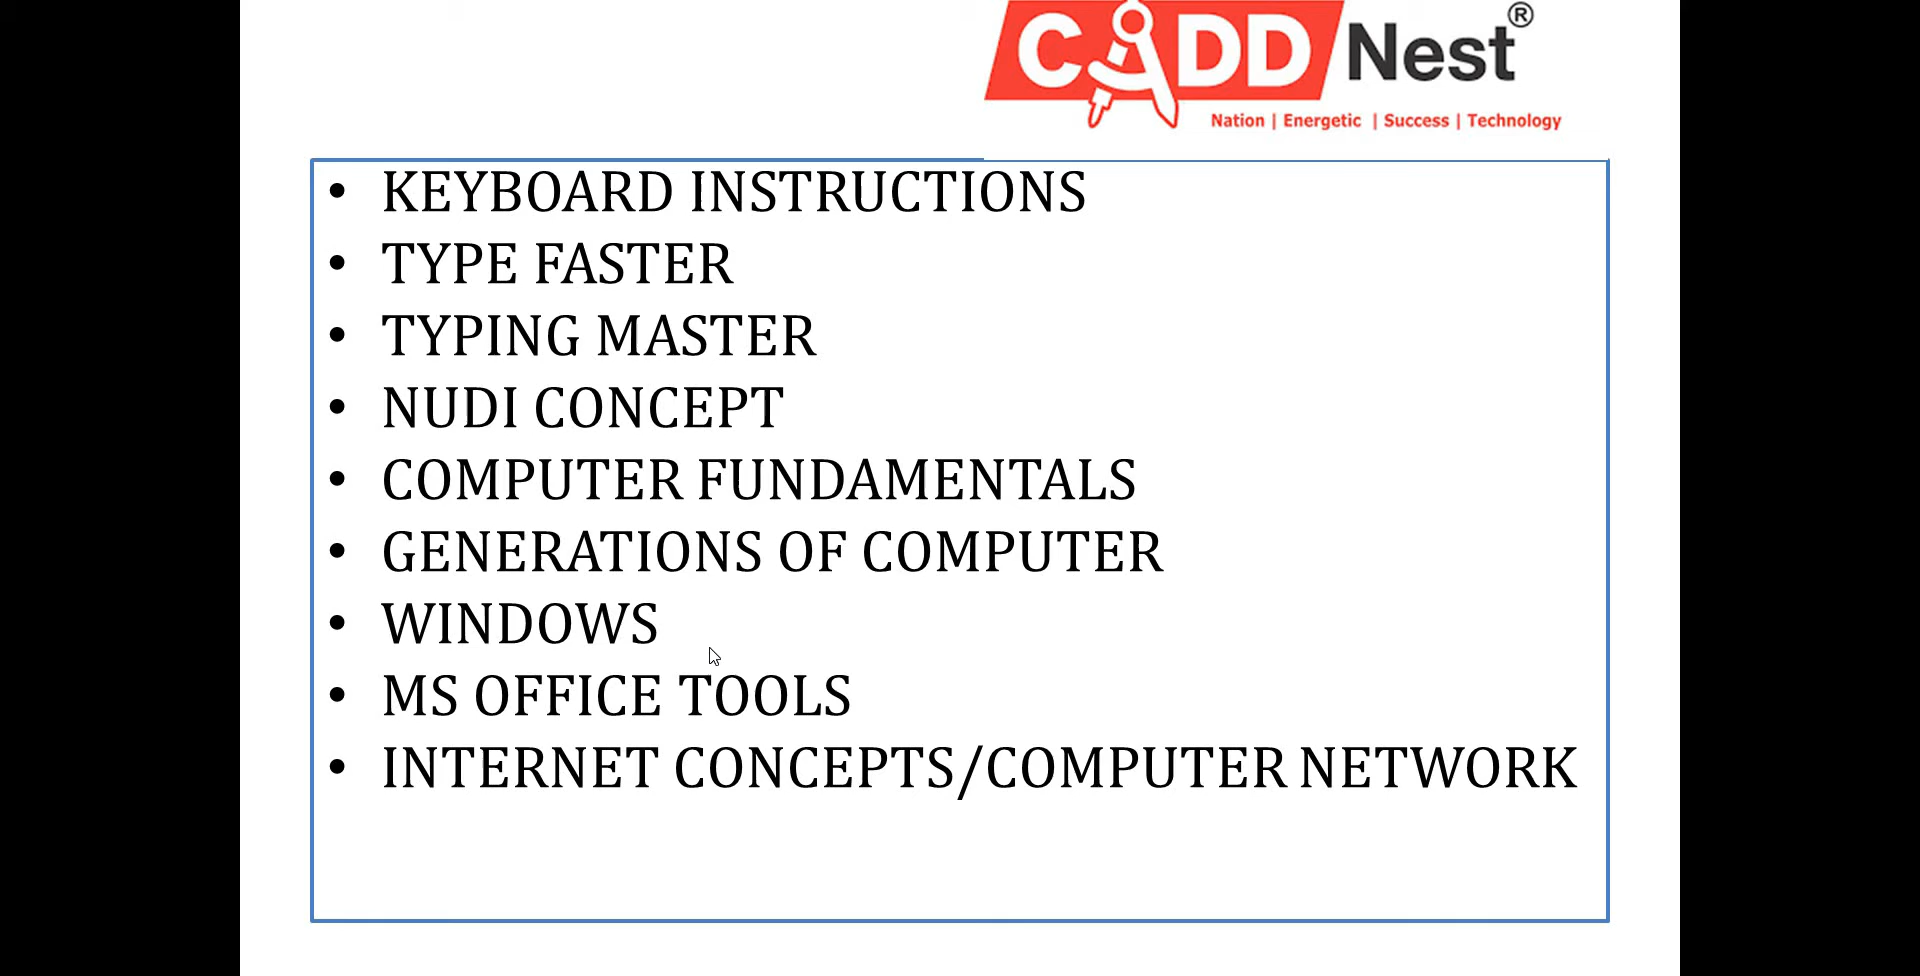 CADD Nest®
Nation | Energetic | Success | Technology
• KEYBOARD INSTRUCTIONS
• TYPE FASTER
• TYPING MASTER
• NUDI CONCEPT
• COMPUTER FUNDAMENTALS
• GENERATIONS OF COMPUTER
• WINDOWS
• MS OFFICE TOOLS
• INTERNET CONCEPTS/COMPUTER NETWORK